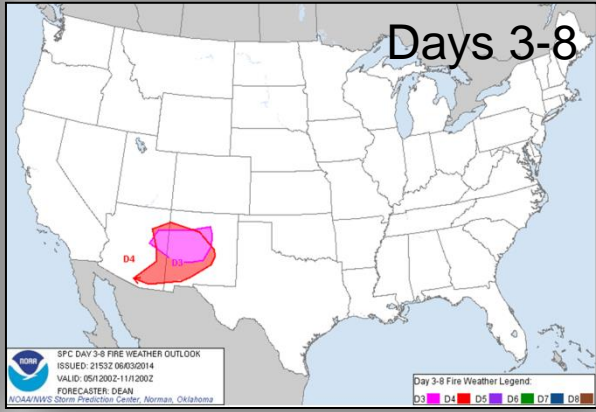 Days 3-8
D4
D3
NOAA
SPC DAY 3-8 FIRE WEATHER OUTLOOK
ISSUED: 2153Z 06/03/2014
VALID: 05/1200Z-11/1200Z
FORECASTER: DEAN
NOAA/NWS Storm Prediction Center, Norman, Oklahoma
Day 3-8 Fire Weather Legend:
D3 D4 D5 D6 D7 D8